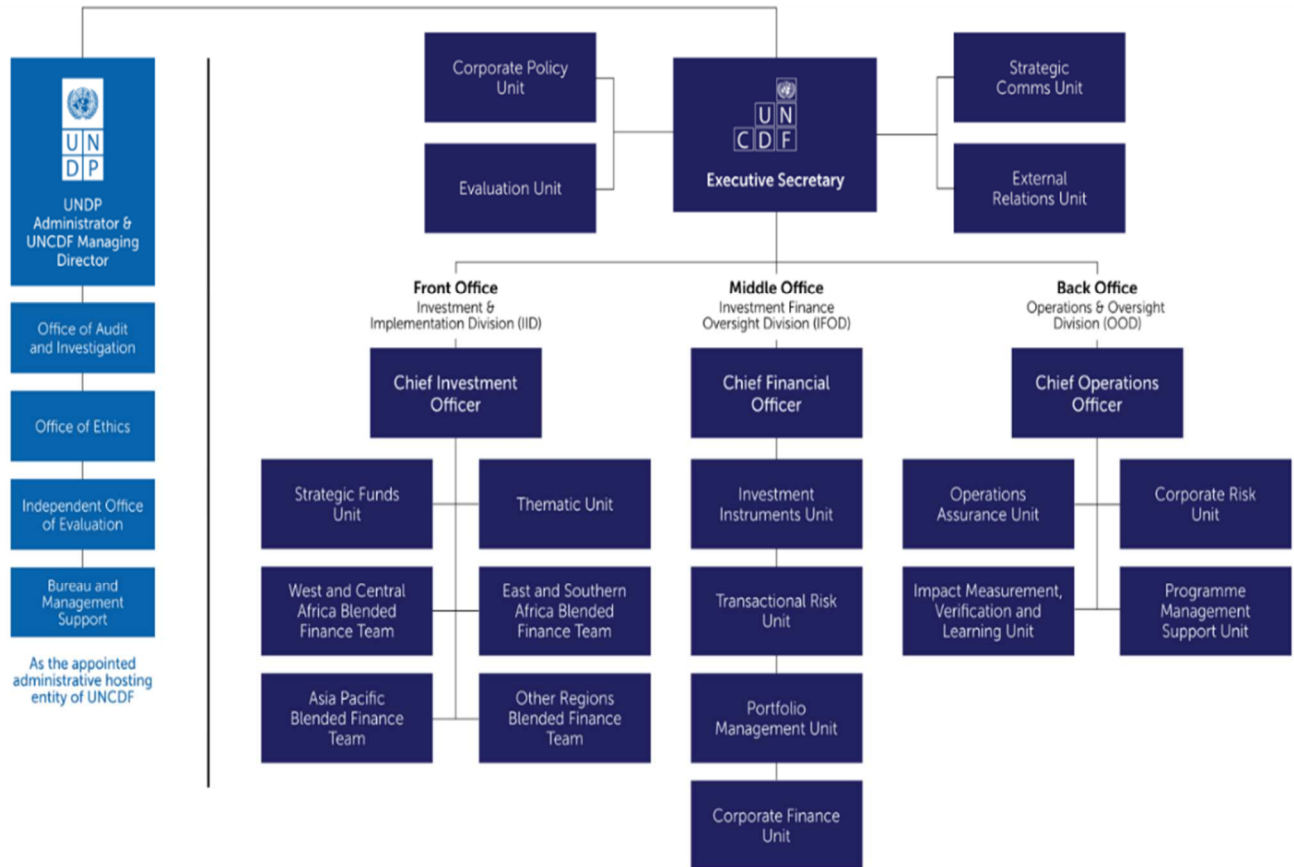 UN
DP
UNDP
Administrator &
UNCDF Managing
Director
Office of Audit
and Investigation
Office of Ethics
Independent Office
of Evaluation
Bureau and
Management
Support
As the appointed
administrative hosting
entity of UNCDF
Corporate Policy
Unit
Evaluation Unit
UN
CDF
Executive Secretary
Strategic
Comms Unit
External
Relations Unit
Front Office
Investment &
Implementation Division (IID)
Chief Investment
Officer
Strategic Funds
Unit
Thematic Unit
West and Central
Africa Blended
Finance Team
East and Southern
Africa Blended
Finance Team
Asia Pacific
Blended Finance
Team
Other Regions
Blended Finance
Team
Middle Office
Investment Finance
Oversight Division (IFOD)
Chief Financial
Officer
Investment
Instruments Unit
Transactional Risk
Unit
Portfolio
Management Unit
Corporate Finance
Unit
Back Office
Operations & Oversight
Division (OOD)
Chief Operations
Officer
Operations
Assurance Unit
Corporate Risk
Unit
Impact Measurement,
Verification and
Learning Unit
Programme
Management
Support Unit